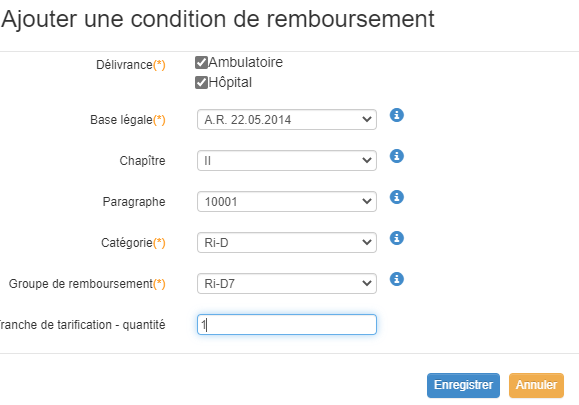 Ajouter une condition de remboursement
Délivrance(*)
Ambulatoire
Hôpital
Base légale(*) A.R. 22.05.2014
Chapître II
Paragraphe 10001
Catégorie(*) Ri-D
Groupe de remboursement(*) Ri-D7
ranche de tarification - quantité 1
Enregistrer Annuler